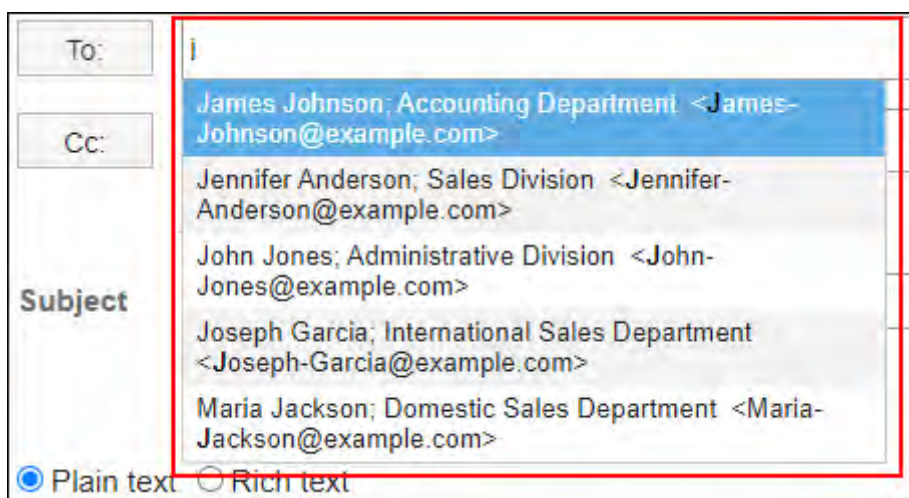 To:
j
James Johnson; Accounting Department <James-
Johnson@example.com>
Cc:
Jennifer Anderson; Sales Division <Jennifer-
Anderson@example.com>
John Jones; Administrative Division <John-
Jones@example.com>
Subject
Joseph Garcia; International Sales Department
<Joseph-Garcia@example.com>
Maria Jackson; Domestic Sales Department <Maria-
Jackson@example.com>
Plain text Rich text